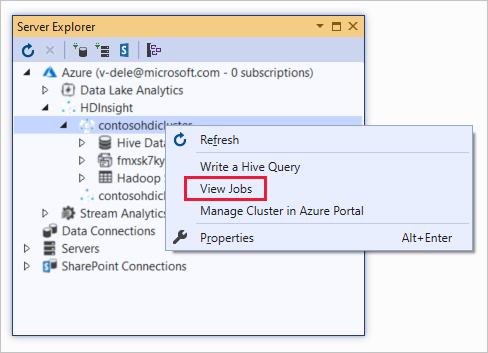 Server Explorer
Azure (v-dele@microsoft.com - 0 subscriptions)
Data Lake Analytics
HDInsight
contosohdicluster
Hive Data
fmxsk7ky
Hadoop
contosohdicluste
Stream Analytics
Data Connections
Servers
SharePoint Connections
Refresh
Write a Hive Query
View Jobs
Manage Cluster in Azure Portal
Properties Alt+Enter